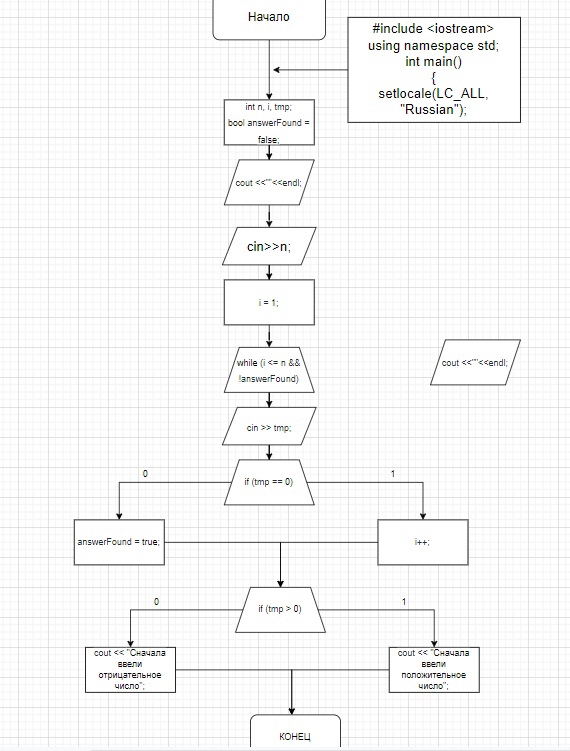 Начало
#include <iostream>
using namespace std;
int main()
{
setlocale(LC_ALL,
"Russian");
int n, i, tmp;
bool answerFound =
false;
cout <<""<<endl;
cin>>n;
i = 1;
while (i <= n &&
!answerFound)
cout <<""<<endl;
cin >> tmp;
if (tmp == 0)
0
1
answerFound = true;
i++;
if (tmp > 0)
0
1
cout << "Сначала
ввели
отрицательное
число";
cout << "Сначала
ввели
положительное
число";
КОНЕЦ